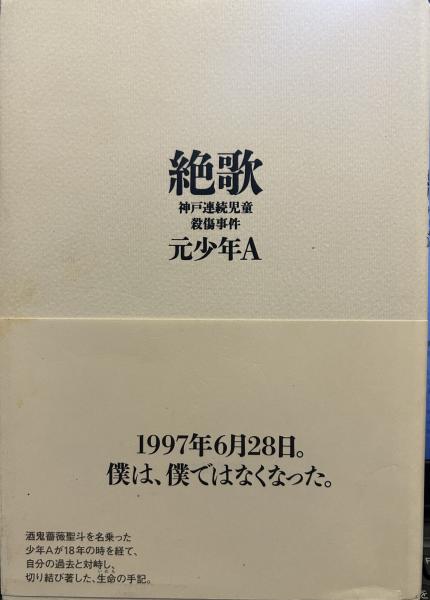 絶歌
神戸連続児童
殺傷事件
元少年A
1997年6月28日。
僕は、僕ではなくなった。
酒鬼薔薇聖斗を名乗った
少年Aが18年の時を経て、
自分の過去と対峙し、
切り結び著した、生命の手記。
いのち